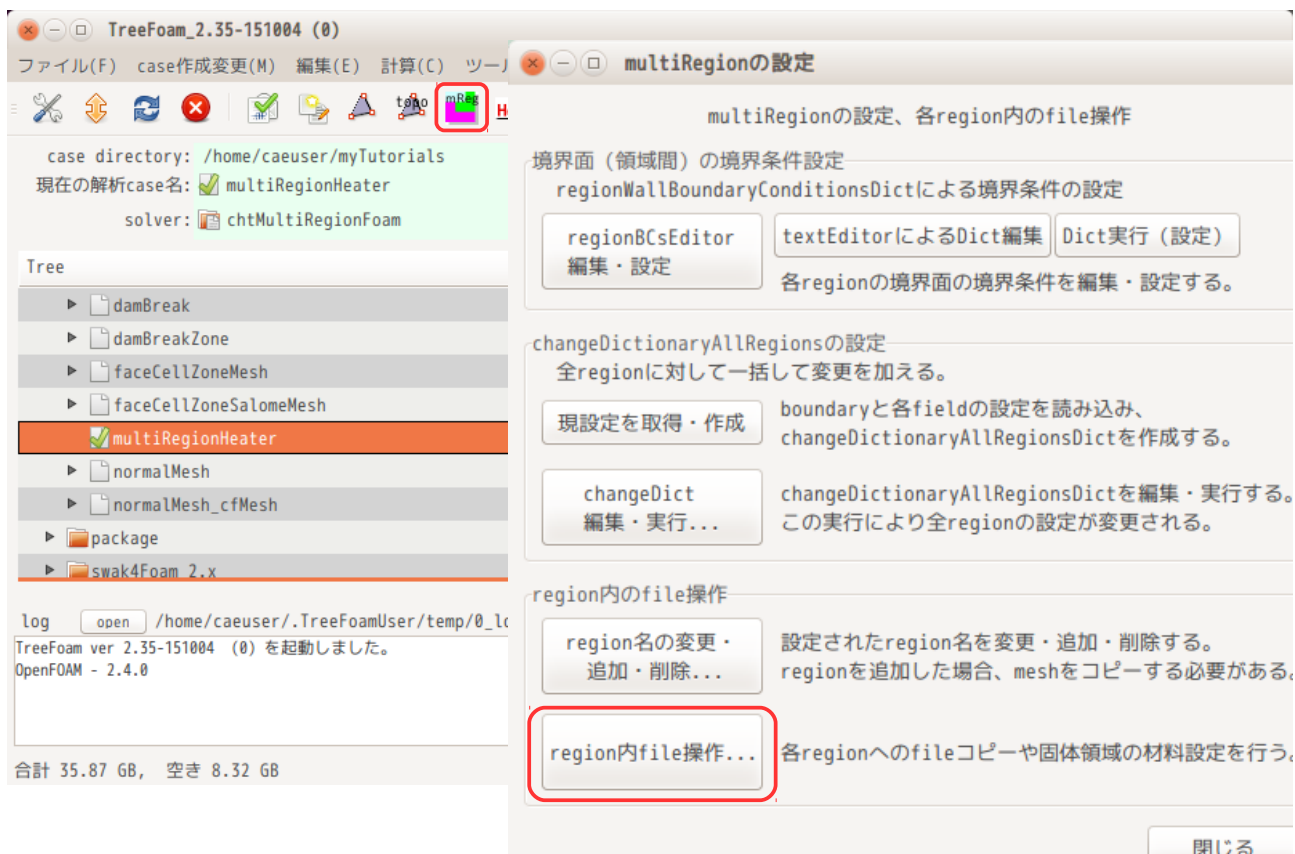 TreeFoam_2.35-151004 (0)
ファイル(F) case作成変更(M) 編集(E) 計算(C) ツール
topo
mReg
case directory: /home/caeuser/myTutorials
現在の解析case名: multiRegionHeater
solver: chtMultiRegionFoam
Tree
damBreak
damBreakZone
faceCellZoneMesh
faceCellZoneSalomeMesh
multiRegionHeater
normalMesh
normalMesh_cfMesh
package
swak4Foam_2.x
log open /home/caeuser/.TreeFoamUser/temp/0_lo
TreeFoam ver 2.35-151004 (0) を起動しました。
OpenFOAM - 2.4.0
合計 35.87 GB, 空き 8.32 GB
multiRegionの設定
multiRegionの設定、各region内のfile操作
境界面（領域間）の境界条件設定
regionWallBoundaryConditionsDictによる境界条件の設定
regionBCsEditor
編集・設定
textEditorによるDict編集 Dict実行（設定）
各regionの境界面の境界条件を編集・設定する。
changeDictionaryAllRegionsの設定
全regionに対して一括して変更を加える。
現設定を取得・作成
boundaryと各fieldの設定を読み込み、
changeDictionaryAllRegionsDictを作成する。
changeDict
編集・実行...
changeDictionaryAllRegionsDictを編集・実行する。
この実行により全regionの設定が変更される。
region内のfile操作
region名の変更・
追加・削除...
設定されたregion名を変更・追加・削除する。
regionを追加した場合、meshをコピーする必要がある。
region内file操作...
各regionへのfileコピーや固体領域の材料設定を行う。
閉じる